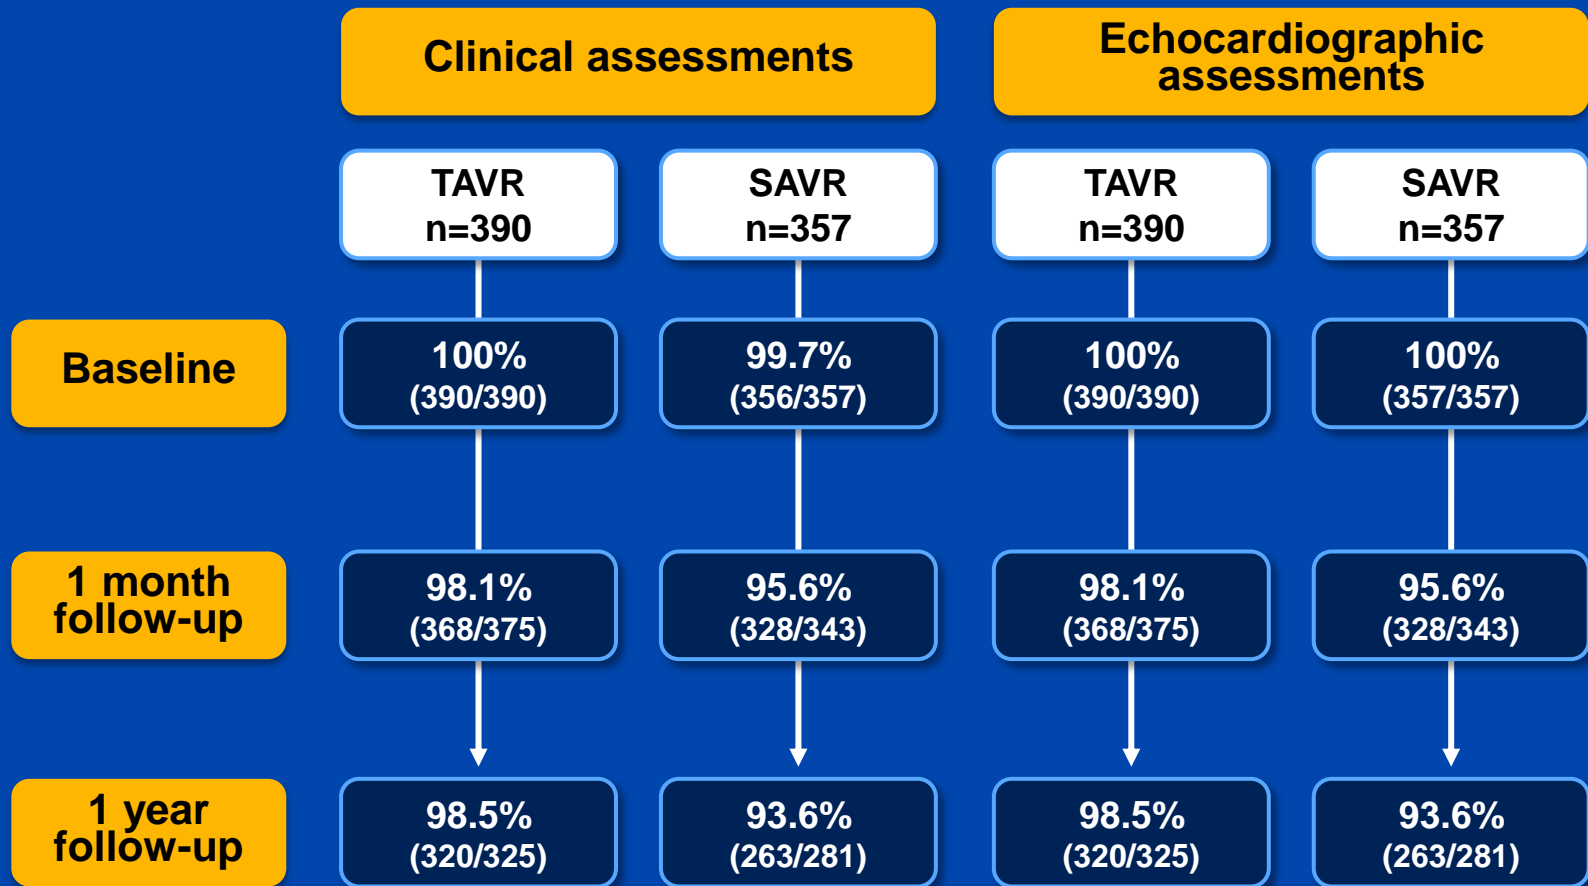 Clinical assessments
Echocardiographic
assessments
TAVR
n=390
SAVR
n=357
TAVR
n=390
SAVR
n=357
Baseline
100%
(390/390)
99.7%
(356/357)
100%
(390/390)
100%
(357/357)
1 month
follow-up
98.1%
(368/375)
95.6%
(328/343)
98.1%
(368/375)
95.6%
(328/343)
1 year
follow-up
98.5%
(320/325)
93.6%
(263/281)
98.5%
(320/325)
93.6%
(263/281)